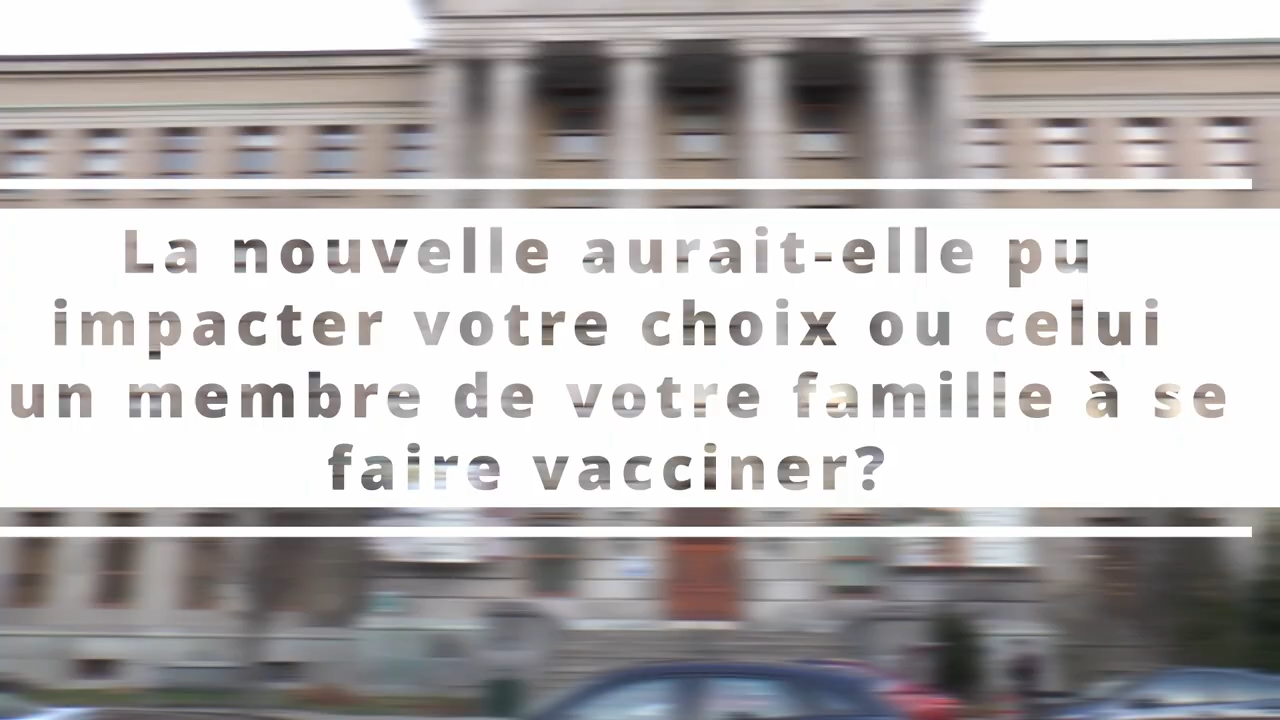 La nouvelle aurait-elle pu
impacter votre choix ou celui
un membre de votre famille à se
faire vacciner?